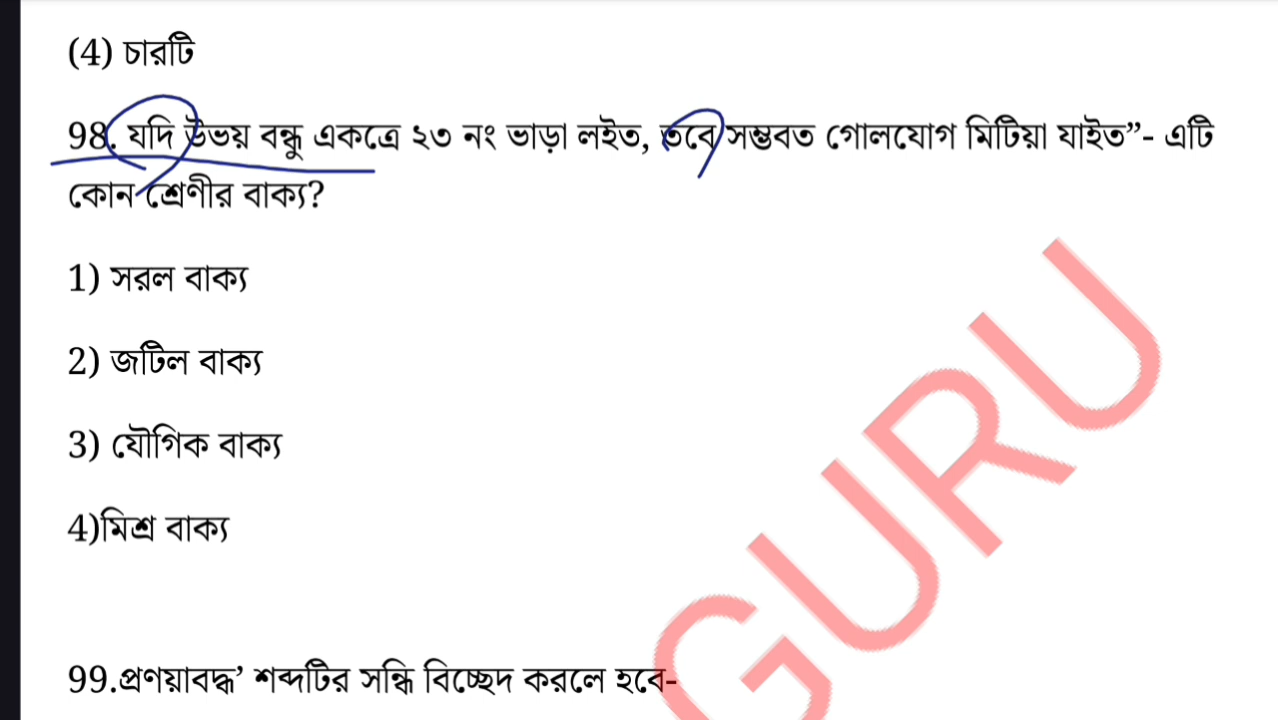 (4) চারটি
98. যদি উভয় বন্ধু একত্রে ২৩ নং ভাড়া লইত, তবে সম্ভবত গোলযোগ মিটিয়া যাইত”- এটি
কোন শ্রেণীর বাক্য?
1) সরল বাক্য
2) জটিল বাক্য
3) যৌগিক বাক্য
4)মিশ্র বাক্য
99.প্রণয়াবদ্ধ’ শব্দটির সন্ধি বিচ্ছেদ করলে হবে-
GURU